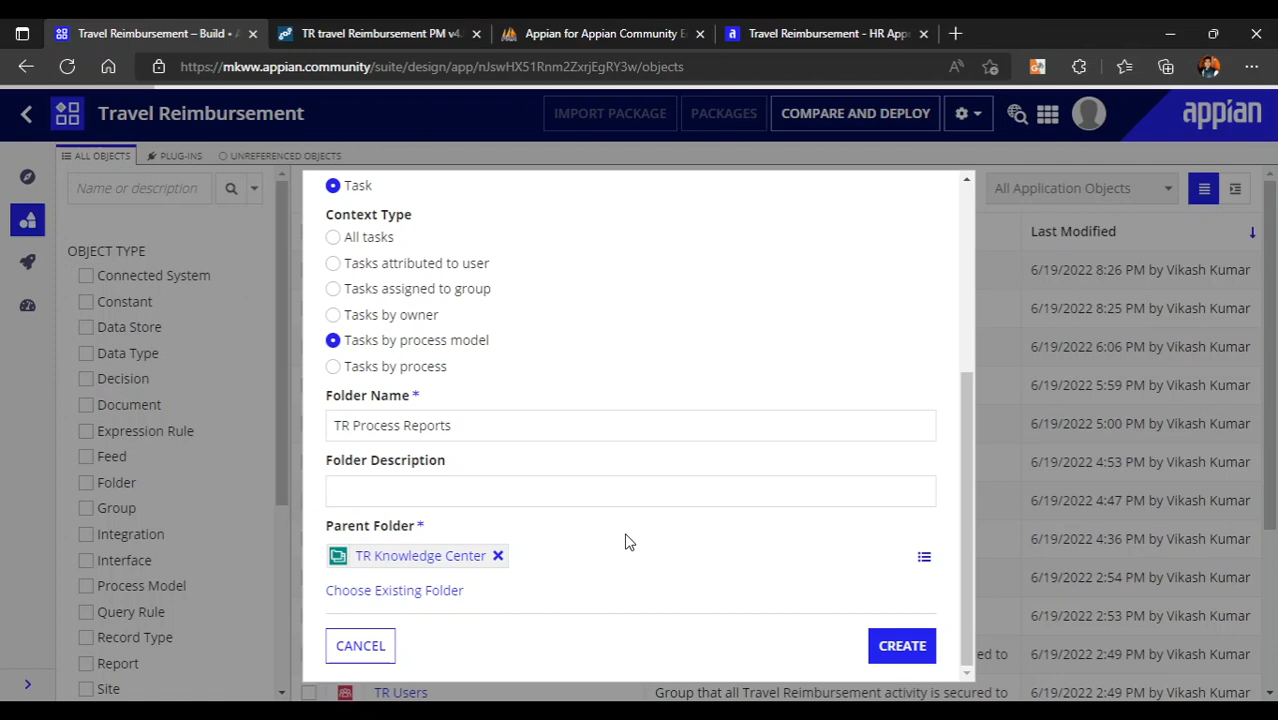 Travel Reimbursement – Build • A
TR travel Reimbursement PM v4.
Appian for Appian Community E
Travel Reimbursement - HR Appr
https://mkww.appian.community/suite/design/app/nJswHX51Rnm2ZxrjEgRY3w/objects
Travel Reimbursement
IMPORT PACKAGE
PACKAGES
COMPARE AND DEPLOY
appian
ALL OBJECTS
PLUG-INS
UNREFERENCED OBJECTS
Name or description
All Application Objects
OBJECT TYPE
Connected System
Constant
Data Store
Data Type
Decision
Document
Expression Rule
Feed
Folder
Group
Integration
Interface
Process Model
Query Rule
Record Type
Report
Site
Task
Context Type
All tasks
Tasks attributed to user
Tasks assigned to group
Tasks by owner
Tasks by process model
Tasks by process
Folder Name *
TR Process Reports
Folder Description
Parent Folder *
TR Knowledge Center
Choose Existing Folder
CANCEL
CREATE
Last Modified
6/19/2022 8:26 PM by Vikash Kumar
6/19/2022 8:25 PM by Vikash Kumar
6/19/2022 6:06 PM by Vikash Kumar
6/19/2022 5:59 PM by Vikash Kumar
6/19/2022 5:00 PM by Vikash Kumar
6/19/2022 4:53 PM by Vikash Kumar
6/19/2022 4:47 PM by Vikash Kumar
6/19/2022 4:36 PM by Vikash Kumar
6/19/2022 2:54 PM by Vikash Kumar
6/19/2022 2:53 PM by Vikash Kumar
ed to
6/19/2022 2:49 PM by Vikash Kumar
TR Users
Group that all Travel Reimbursement activity is secured to
6/19/2022 2:49 PM by Vikash Kumar